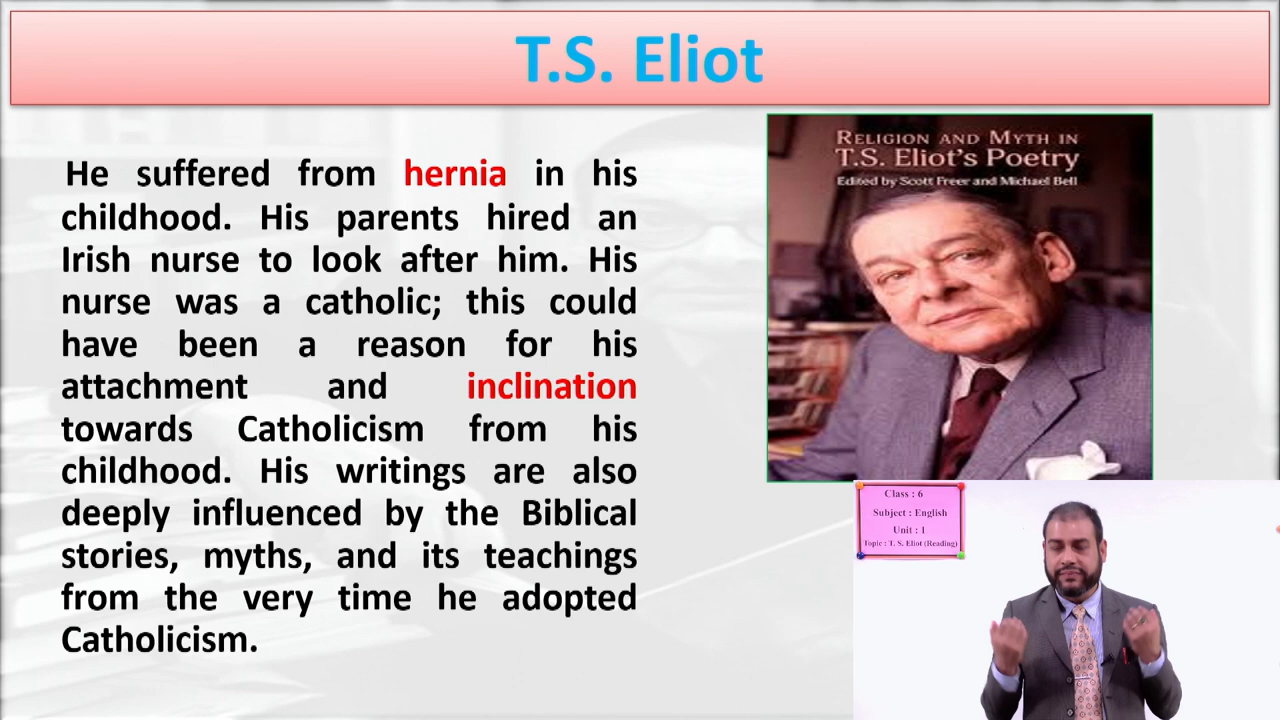 T.S. Eliot
He suffered from hernia in his
childhood. His parents hired an
Irish nurse to look after him. His
nurse was a catholic; this could
have been a reason for his
attachment and inclination
towards Catholicism from his
childhood. His writings are also
deeply influenced by the Biblical
stories, myths, and its teachings
from the very time he adopted
Catholicism.
RELIGION AND MYTH IN
T.S. ELIOT'S POETRY
Edited by Scott Freer and Michael Bell
Class : 6
Subject : English
Unit : 1
Topic : T. S. Eliot (Reading)